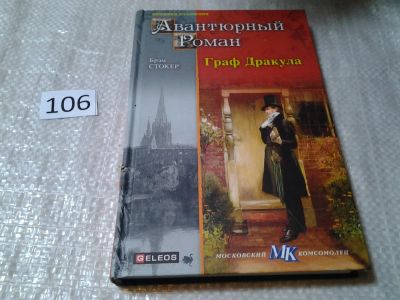 Авантюрный
Роман
Брэм
СТОКЕР
Граф Дракула
106
GELEOS
МОСКОВСКИЙ МК КОМСОМОЛЕЦ